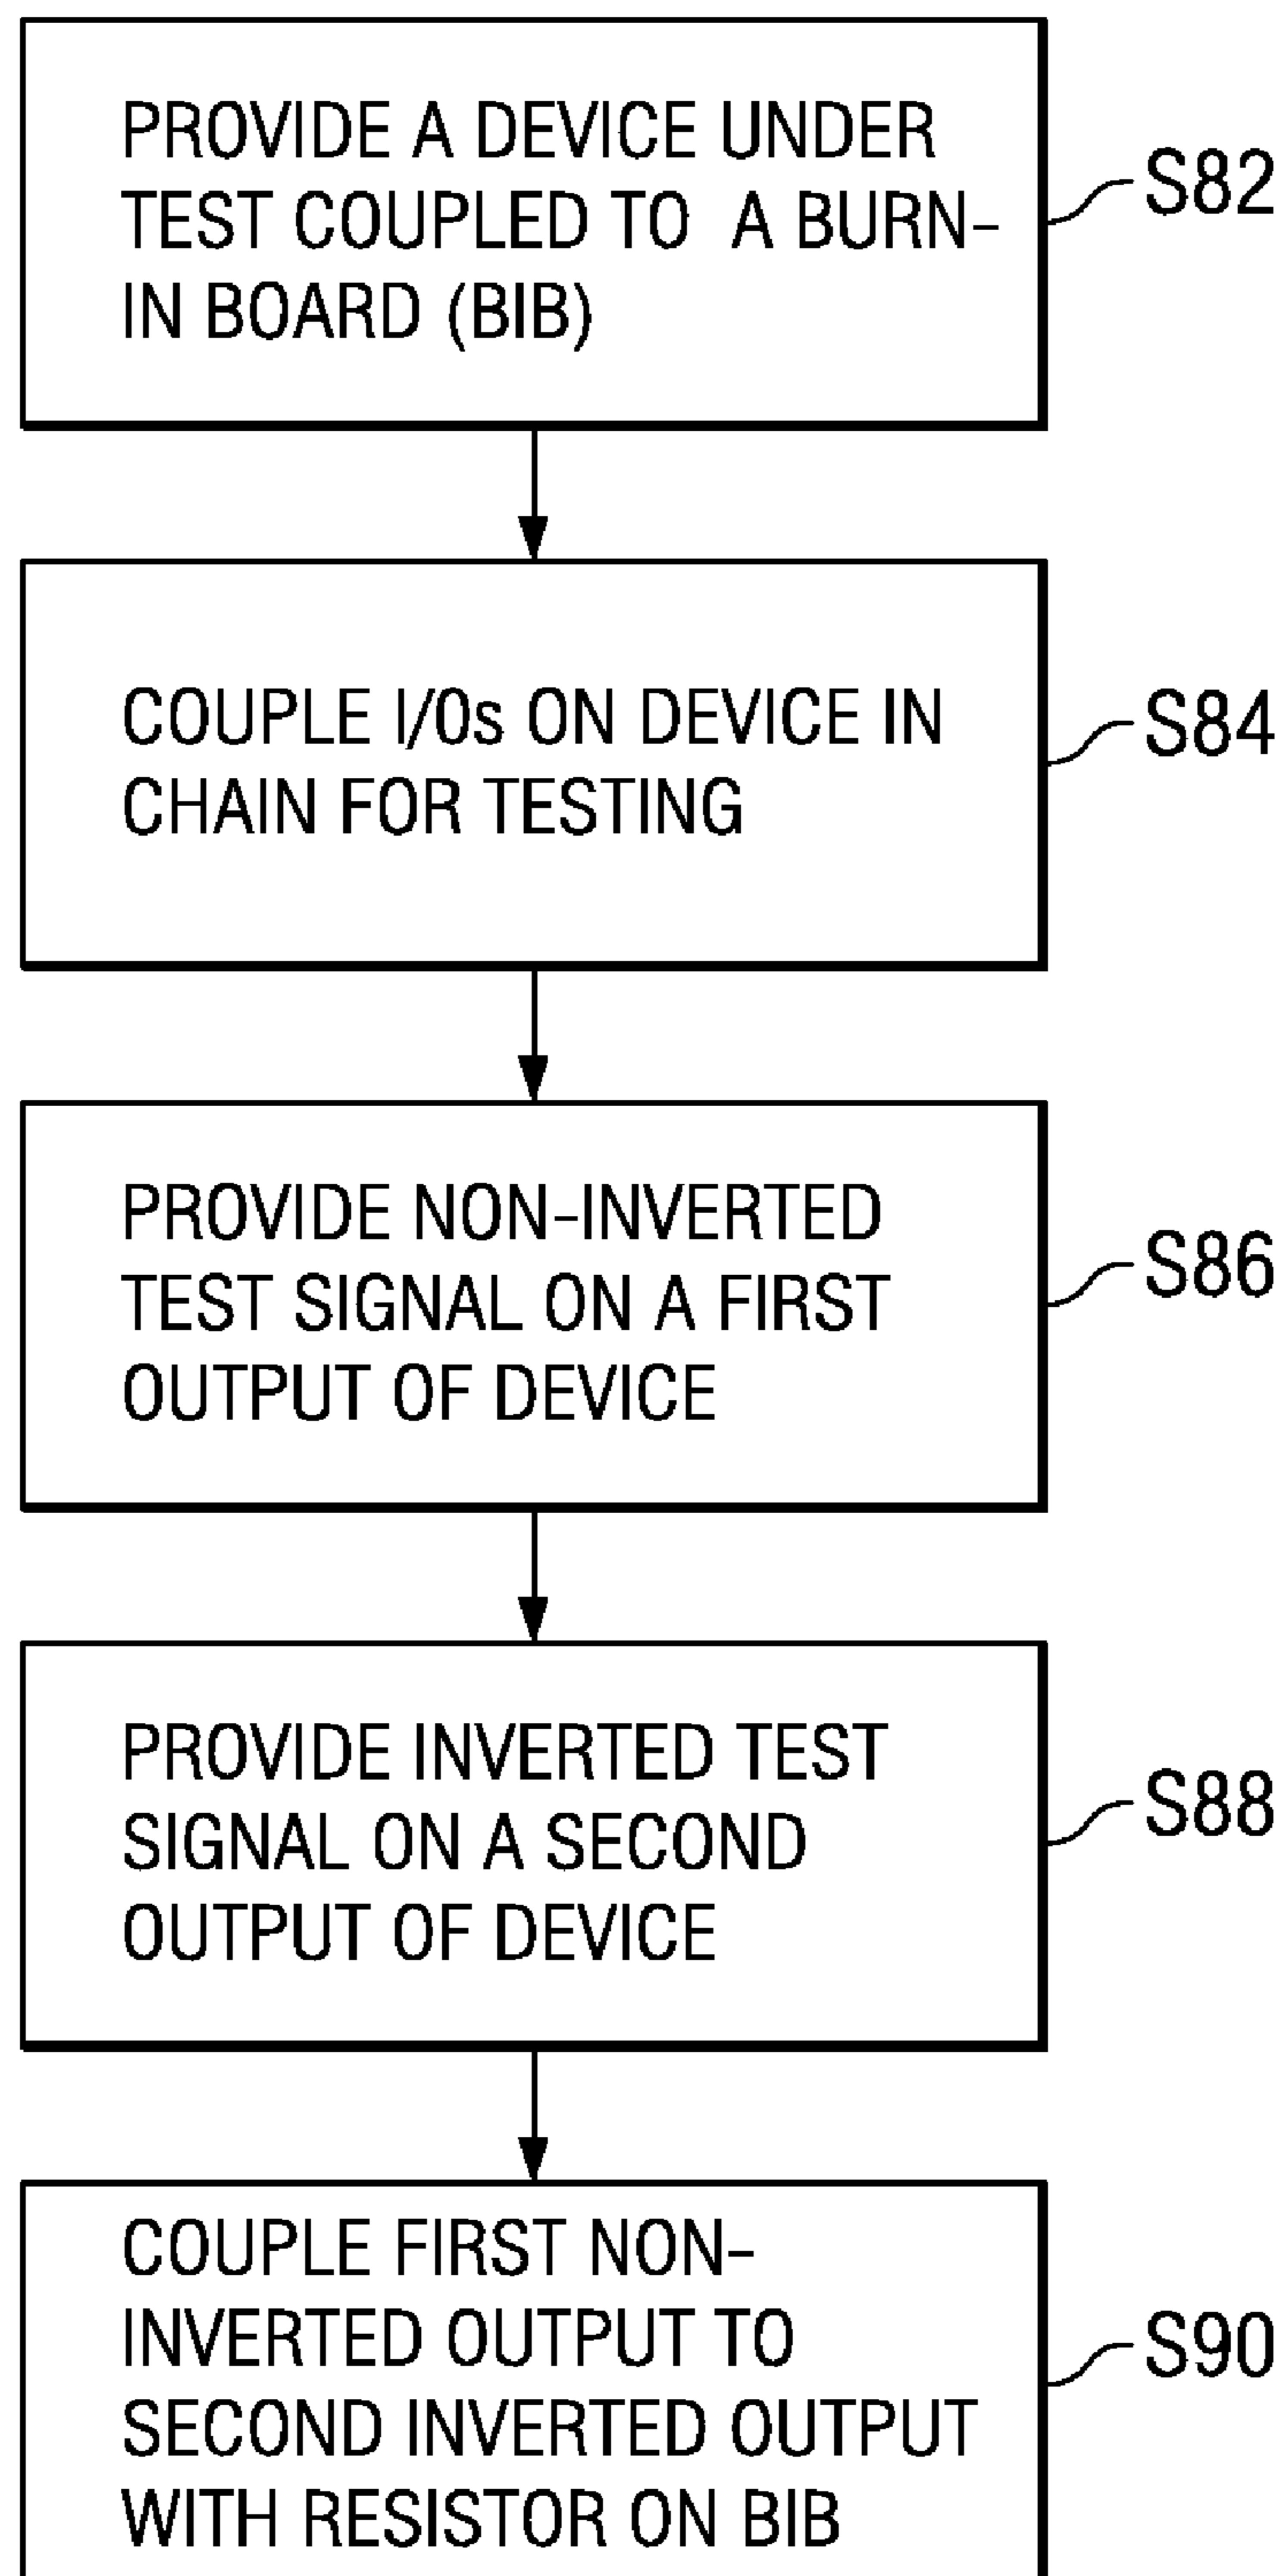 PROVIDE A DEVICE UNDER
TEST COUPLED TO A BURN-
IN BOARD (BIB)
S82
COUPLE I/0s ON DEVICE IN
CHAIN FOR TESTING
S84
PROVIDE NON-INVERTED
TEST SIGNAL ON A FIRST
OUTPUT OF DEVICE
S86
PROVIDE INVERTED TEST
SIGNAL ON A SECOND
OUTPUT OF DEVICE
S88
COUPLE FIRST NON-
INVERTED OUTPUT TO
SECOND INVERTED OUTPUT
WITH RESISTOR ON BIB
S90